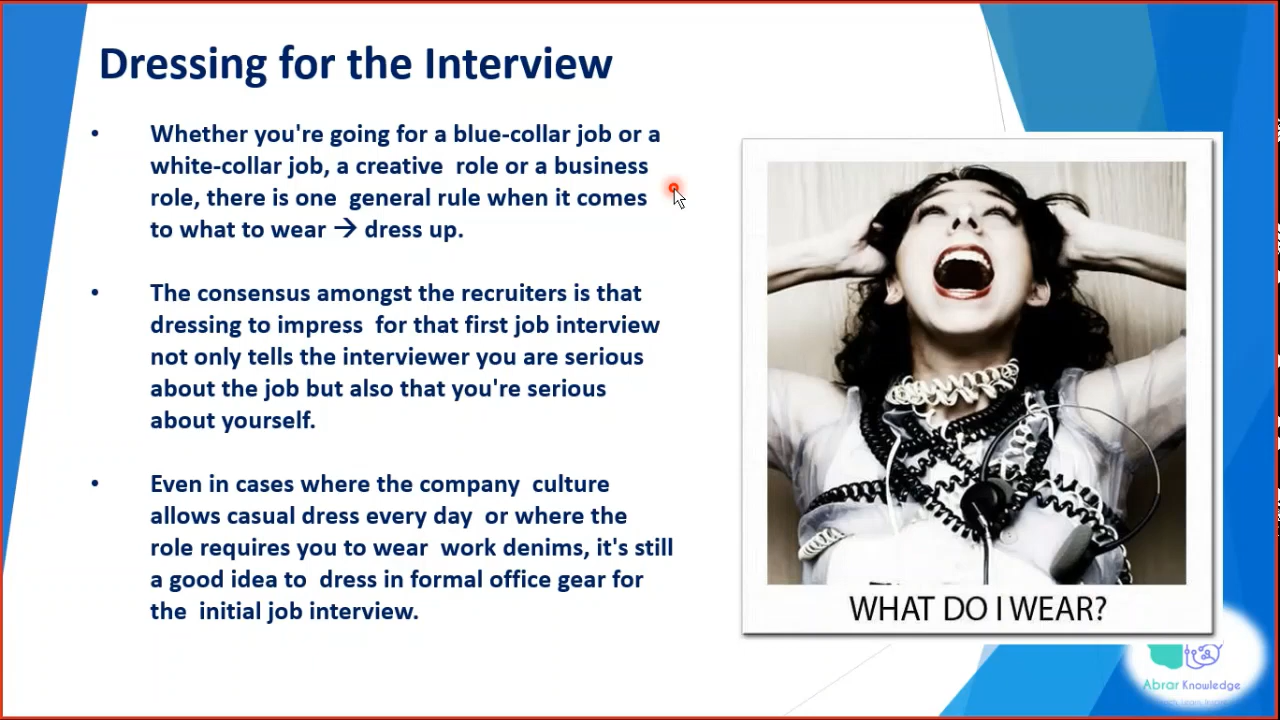 Dressing for the Interview
• Whether you're going for a blue-collar job or a
white-collar job, a creative role or a business
role, there is one general rule when it comes
to what to wear → dress up.
• The consensus amongst the recruiters is that
dressing to impress for that first job interview
not only tells the interviewer you are serious
about the job but also that you're serious
about yourself.
• Even in cases where the company culture
allows casual dress every day or where the
role requires you to wear work denims, it's still
a good idea to dress in formal office gear for
the initial job interview.
WHAT DO I WEAR?
Abrar Knowledge